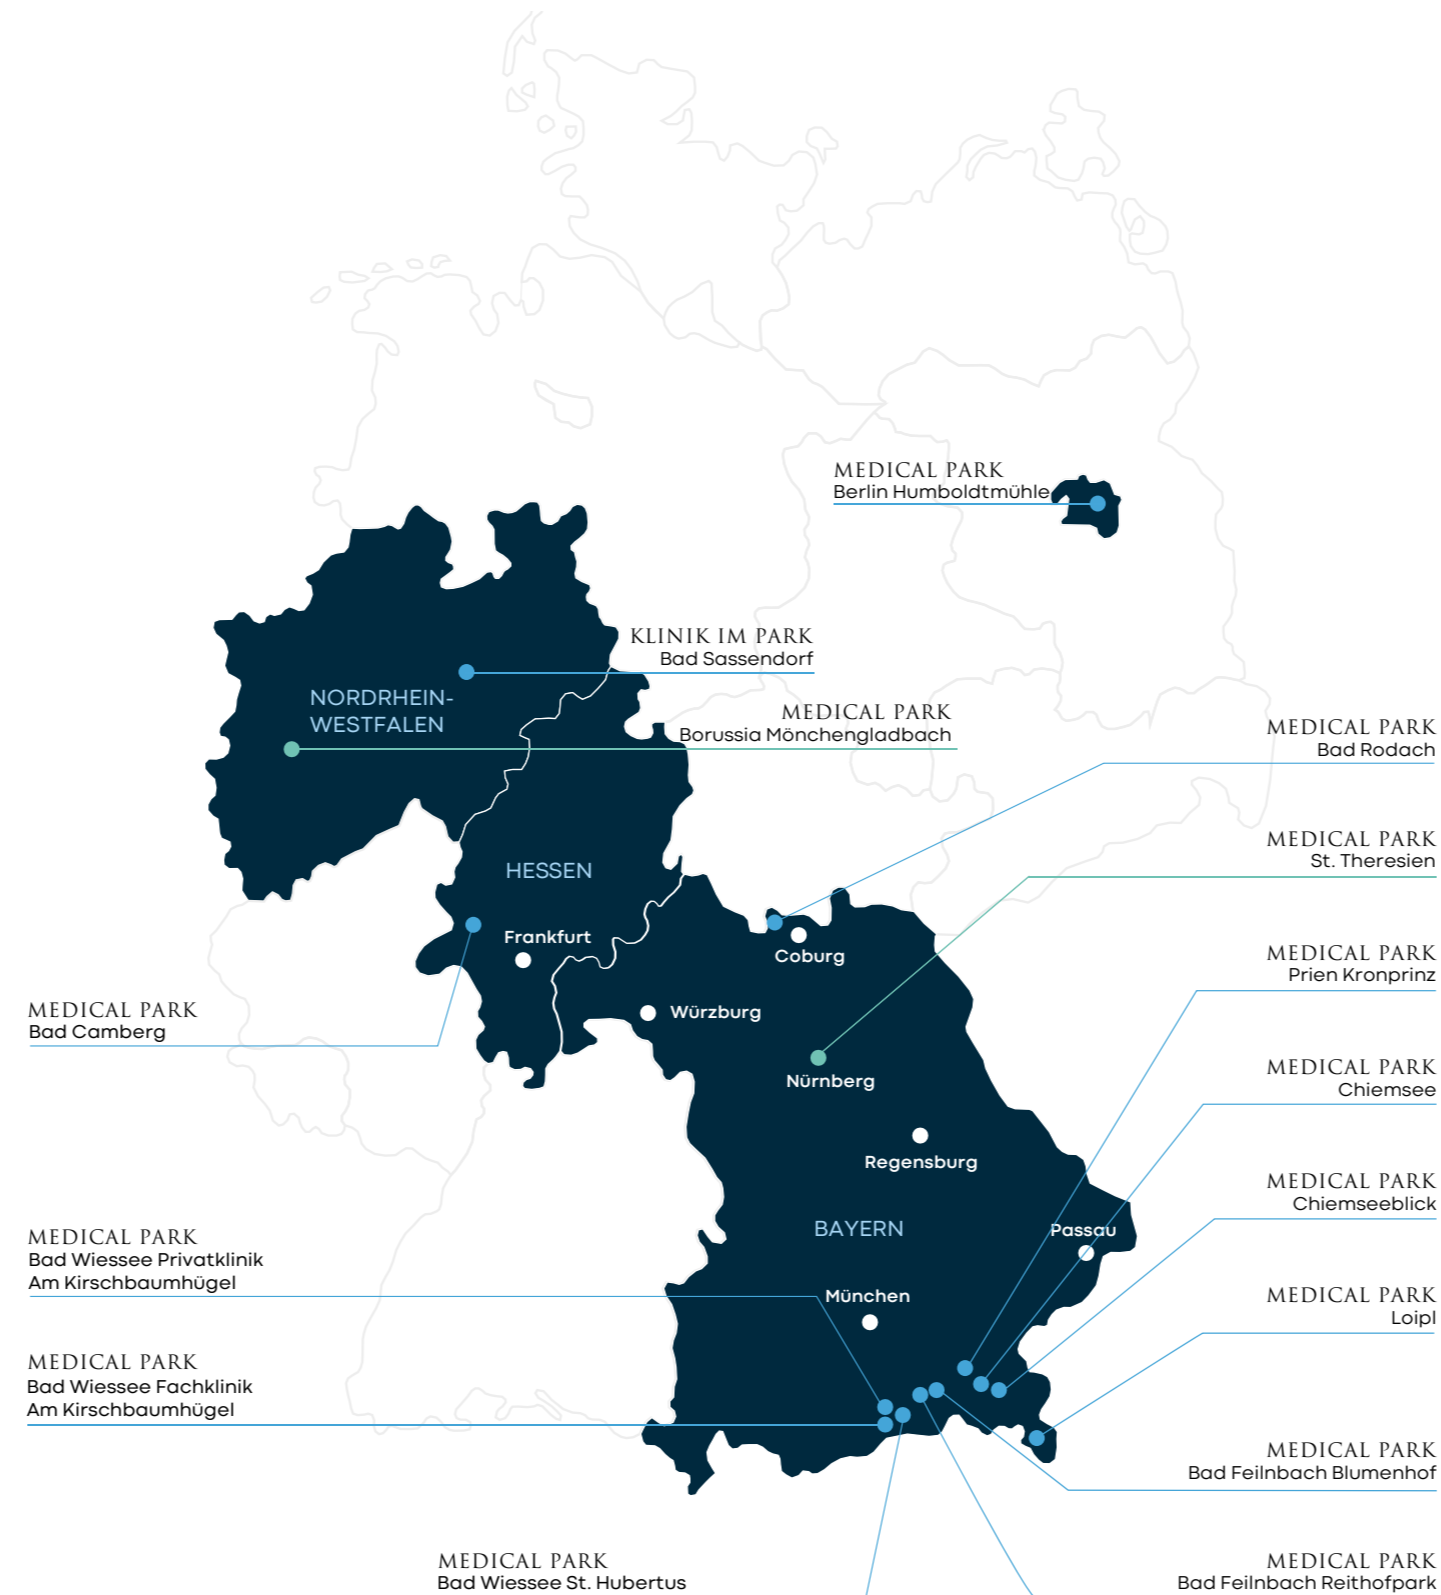 MEDICAL PARK
Berlin Humboldtmühle
KLINIK IM PARK
Bad Sassendorf
NORDRHEIN-
WESTFALEN
MEDICAL PARK
Borussia Mönchengladbach
MEDICAL PARK
Bad Rodach
MEDICAL PARK
St. Theresien
HESSEN
Frankfurt
Coburg
MEDICAL PARK
Prien Kronprinz
MEDICAL PARK
Bad Camberg
Würzburg
Nürnberg
MEDICAL PARK
Chiemsee
Regensburg
MEDICAL PARK
Chiemseeblick
BAYERN
Passau
MEDICAL PARK
Bad Wiessee Privatklinik
Am Kirschbaumhügel
München
MEDICAL PARK
Loipl
MEDICAL PARK
Bad Wiessee Fachklinik
Am Kirschbaumhügel
MEDICAL PARK
Bad Feilnbach Blumenhof
MEDICAL PARK
Bad Wiessee St. Hubertus
MEDICAL PARK
Bad Feilnbach Reithofpark